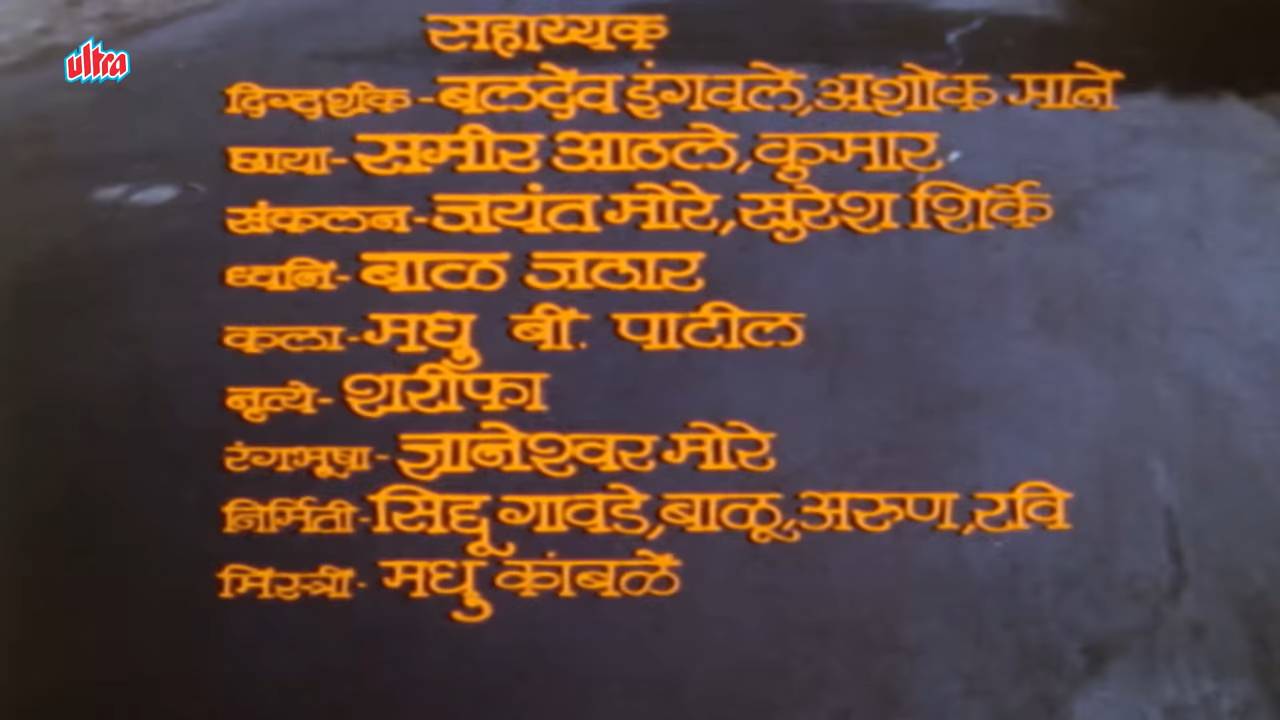 ultra
सहाय्यक
दिग्दर्शक-बलदेव इंगवले,अशोक माने
छाया-समीर आठले,कुमार
संकलन-जयंत मोरे,सुरेश शिर्के
ध्वनि-बाळ जठार
कला-मधु बी. पाटील
नृत्ये-शरीफा
रंगभूषा-ज्ञानेश्वर मोरे
निर्मिती-सिद्दू गावडे,बाळू,अरुण,रवि
मिस्त्री- मधु कांबळे